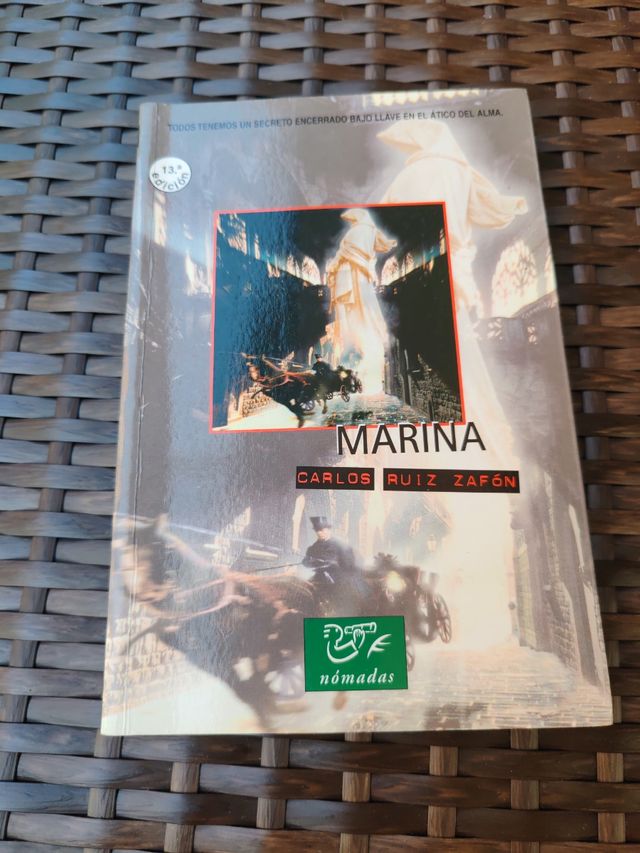 TODOS TENEMOS UN SECRETO ENCERRADO BAJO LLAVE EN EL ÁTICO DEL ALMA.
13.ª
edición
MARINA
CARLOS RUIZ ZAFÓN
nómadas